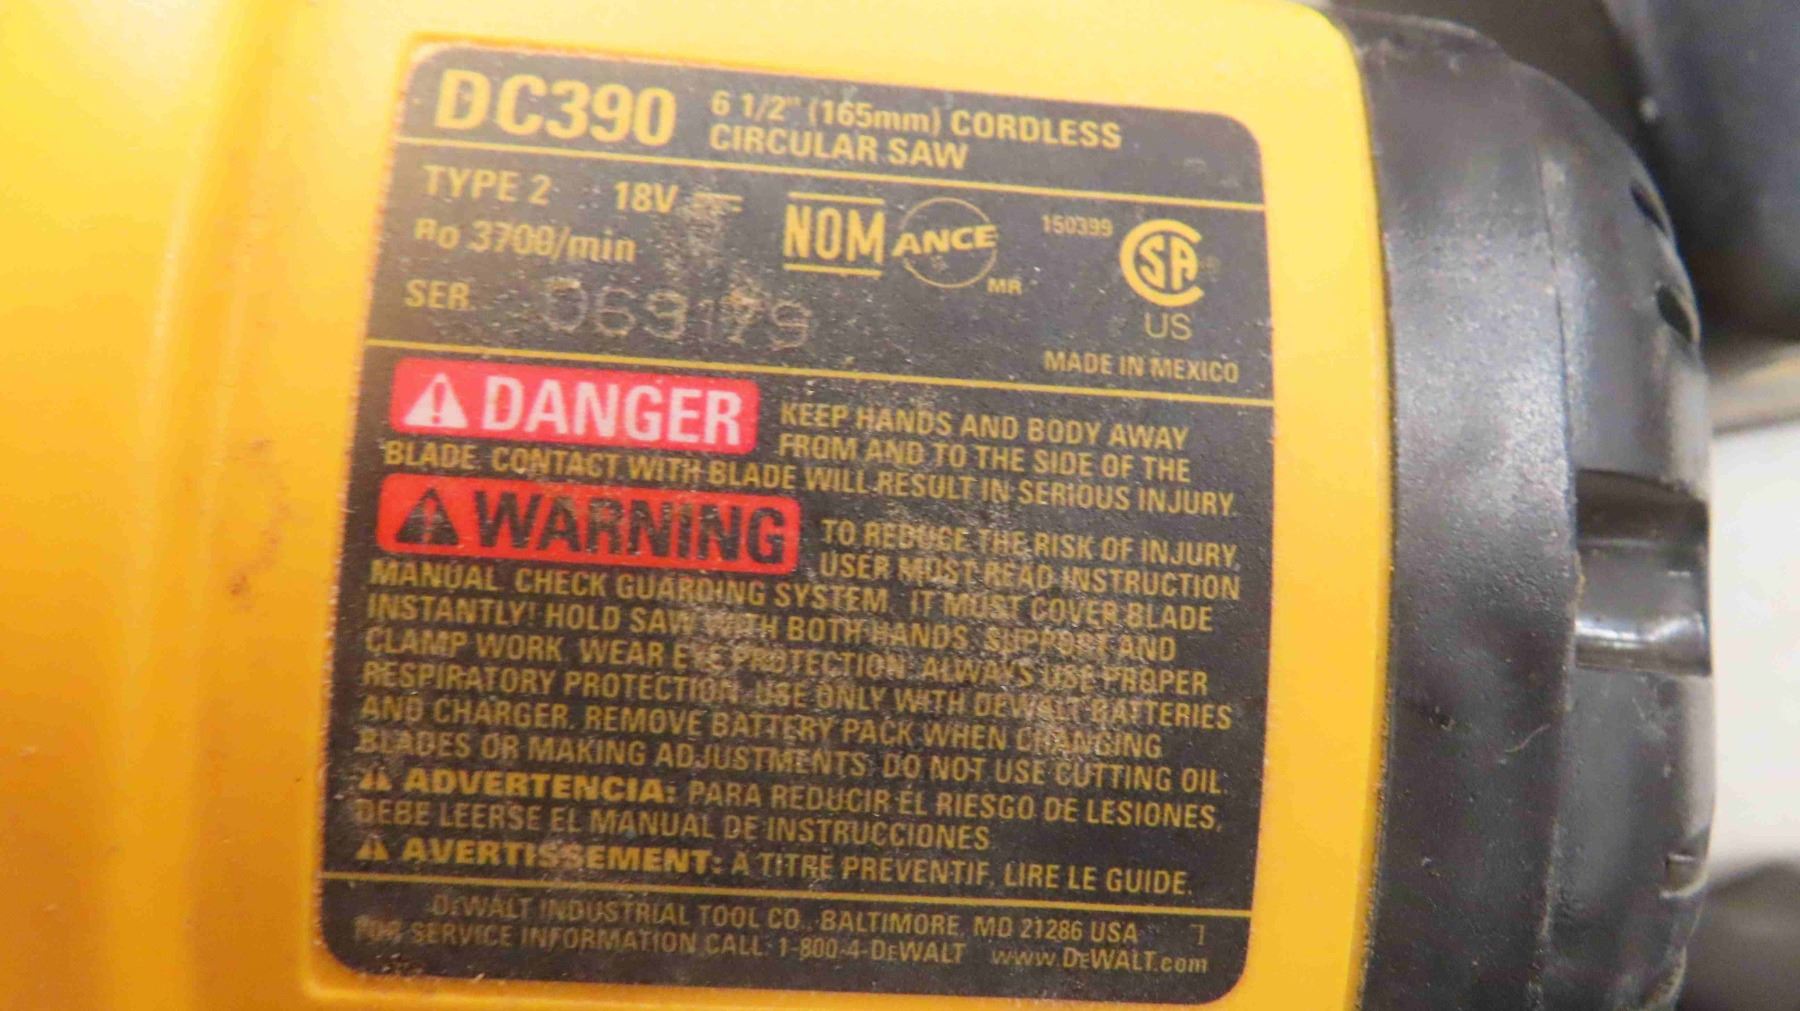 DC390
6 1/2" (165mm) CORDLESS
CIRCULAR SAW
TYPE 2 18V
no 3700/min
NOM ANCE MR
150399
SA
US
SER. 069179
MADE IN MEXICO
DANGER KEEP HANDS AND BODY AWAY
FROM AND TO THE SIDE OF THE
BLADE. CONTACT WITH BLADE WILL RESULT IN SERIOUS INJURY.
WARNING TO REDUCE THE RISK OF INJURY,
USER MUST READ INSTRUCTION
MANUAL. CHECK GUARDING SYSTEM. IT MUST COVER BLADE
INSTANTLY! HOLD SAW WITH BOTH HANDS. SUPPORT AND
CLAMP WORK. WEAR EYE PROTECTION. ALWAYS USE PROPER
RESPIRATORY PROTECTION. USE ONLY WITH DEWALT BATTERIES
AND CHARGER. REMOVE BATTERY PACK WHEN CHANGING
BLADES OR MAKING ADJUSTMENTS. DO NOT USE CUTTING OIL.
ADVERTENCIA: PARA REDUCIR EL RIESGO DE LESIONES,
DEBE LEERSE EL MANUAL DE INSTRUCCIONES.
AVERTISSEMENT: À TITRE PRÉVENTIF, LIRE LE GUIDE.
DEWALT INDUSTRIAL TOOL CO., BALTIMORE, MD 21286 USA
FOR SERVICE INFORMATION CALL: 1-800-4-DEWALT www.DEWALT.com